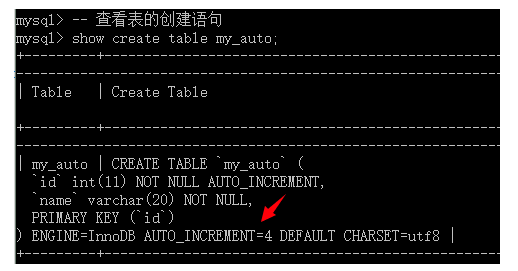 mysql> -- 查看表的创建语句
mysql> show create table my_auto;
| Table | Create Table
| my_auto | CREATE TABLE `my_auto` (
`id` int(11) NOT NULL AUTO_INCREMENT,
`name` varchar(20) NOT NULL,
PRIMARY KEY (`id`)
) ENGINE=InnoDB AUTO_INCREMENT=4 DEFAULT CHARSET=utf8 |